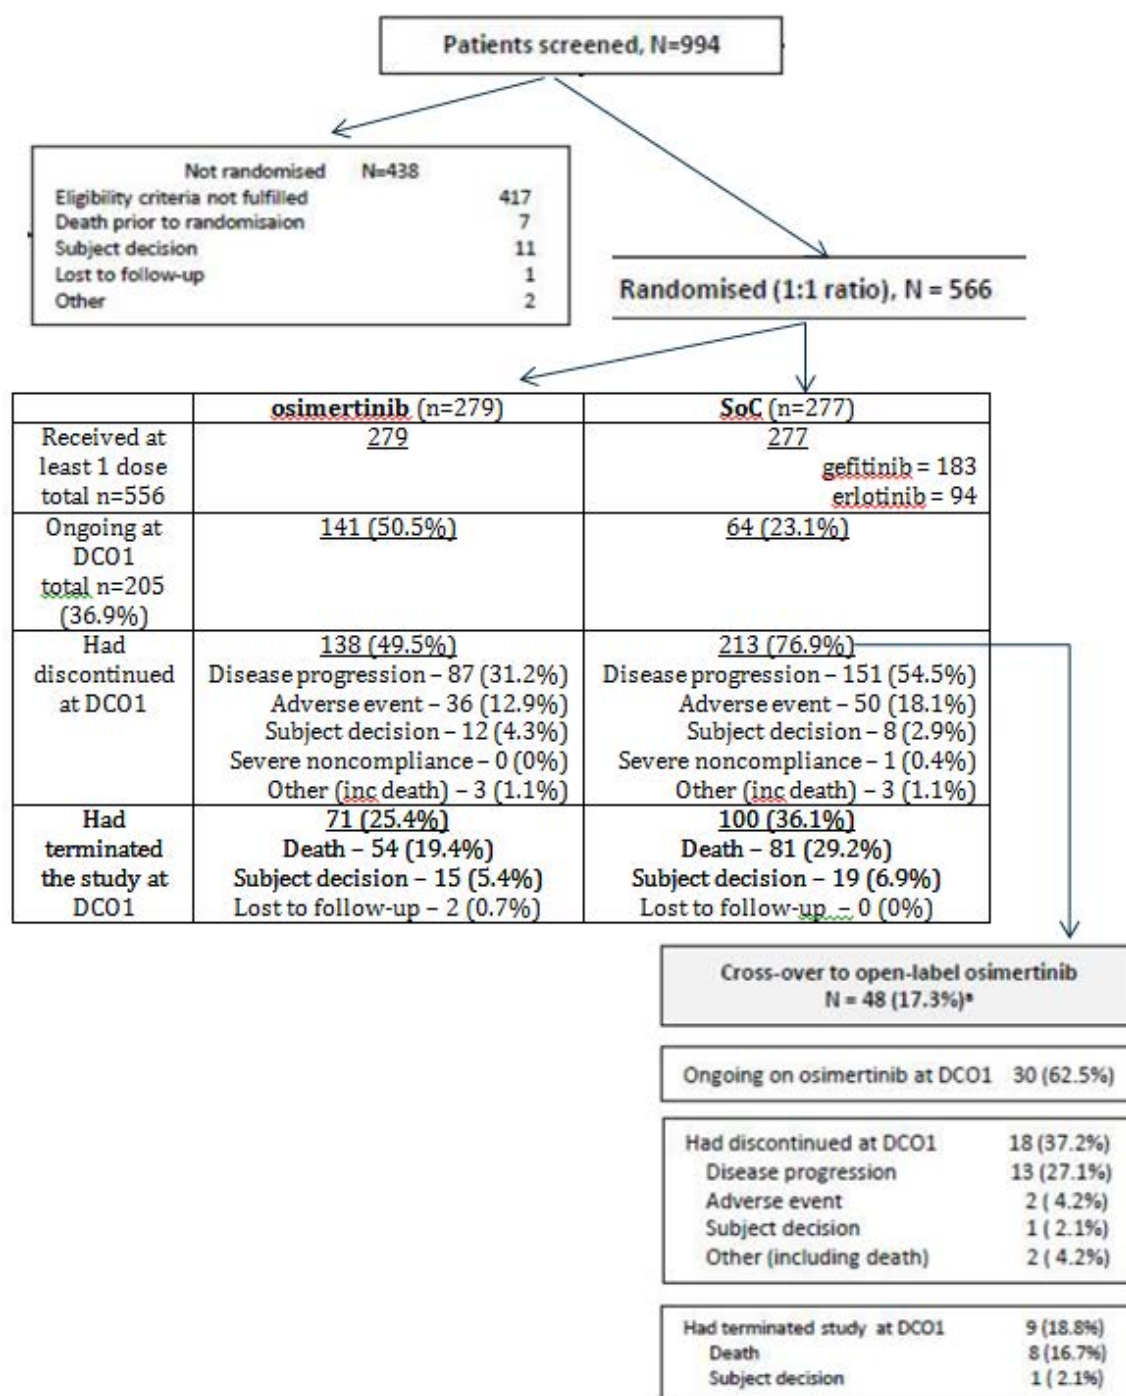 Patients screened, N=994
Not randomised N=438
Eligibility criteria not fulfilled 417
Death prior to randomisaion 7
Subject decision 11
Lost to follow-up 1
Other 2
Randomised (1:1 ratio), N = 566
osimertinib (n=279) SoC (n=277)
Received at least 1 dose total n=556
279
277
gefitinib = 183
erlotinib = 94
Ongoing at DCO1 total n=205 (36.9%)
141 (50.5%)
64 (23.1%)
Had discontinued at DCO1
138 (49.5%)
Disease progression – 87 (31.2%)
Adverse event – 36 (12.9%)
Subject decision – 12 (4.3%)
Severe noncompliance – 0 (0%)
Other (inc death) – 3 (1.1%)
213 (76.9%)
Disease progression – 151 (54.5%)
Adverse event – 50 (18.1%)
Subject decision – 8 (2.9%)
Severe noncompliance – 1 (0.4%)
Other (inc death) – 3 (1.1%)
Had terminated the study at DCO1
71 (25.4%)
Death – 54 (19.4%)
Subject decision – 15 (5.4%)
Lost to follow-up – 2 (0.7%)
100 (36.1%)
Death – 81 (29.2%)
Subject decision – 19 (6.9%)
Lost to follow-up – 0 (0%)
Cross-over to open-label osimertinib
N = 48 (17.3%)ª
Ongoing on osimertinib at DCO1 30 (62.5%)
Had discontinued at DCO1 18 (37.2%)
Disease progression 13 (27.1%)
Adverse event 2 ( 4.2%)
Subject decision 1 ( 2.1%)
Other (including death) 2 ( 4.2%)
Had terminated study at DCO1 9 (18.8%)
Death 8 (16.7%)
Subject decision 1 ( 2.1%)